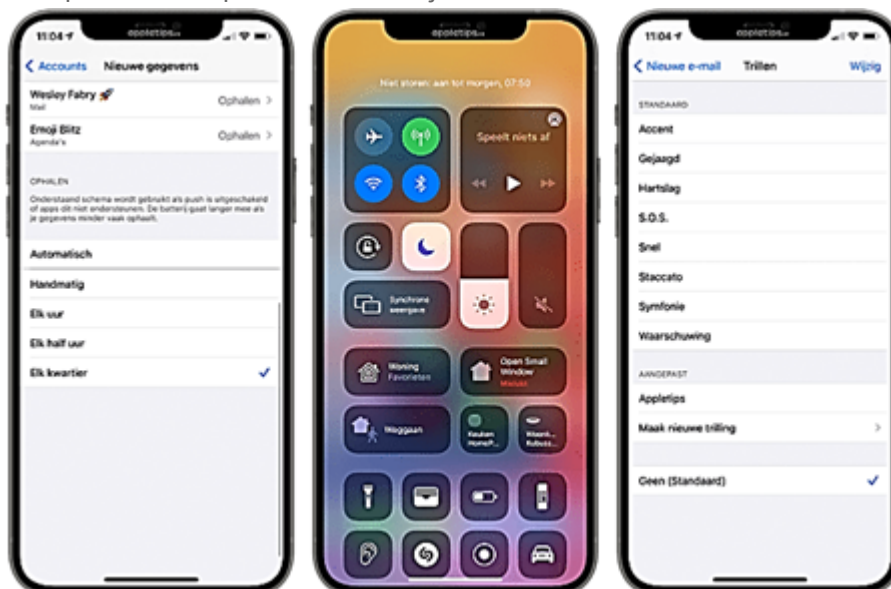 11:04
appletips
Accounts
Nieuwe gegevens
Wesley Fabry 🚀
Mail
Ophalen
Emoji Blitz
Agenda's
Ophalen
OPHALEN
Onderstaand schema wordt gebruikt als push is uitgeschakeld
of apps dit niet ondersteunen. De batterij gaat langer mee als
je gegevens minder vaak ophaalt.
Automatisch
Handmatig
Elk uur
Elk half uur
Elk kwartier
appletips
Niet storen: aan tot morgen, 07:50
Speelt niets af
Synchrone
weergave
Woning
Favorieten
Open Small
Window
Weggaan
Keuken
HomeP...
11:04
appletips
Nieuwe e-mail
Trillen
Wijzig
STANDAARD
Accent
Gejaagd
Hartslag
S.O.S.
Snel
Staccato
Symfonie
Waarschuwing
AANGEPAST
Appletips
Maak nieuwe trilling
Geen (Standaard)